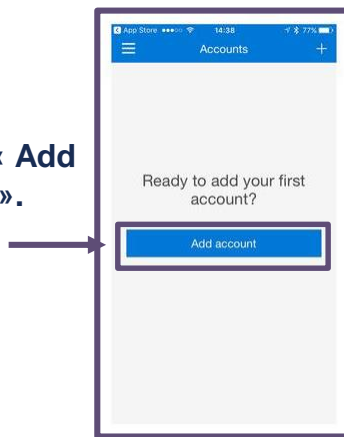 App Store 14:38 77%
Accounts
« Add
».
Ready to add your first
account?
Add account